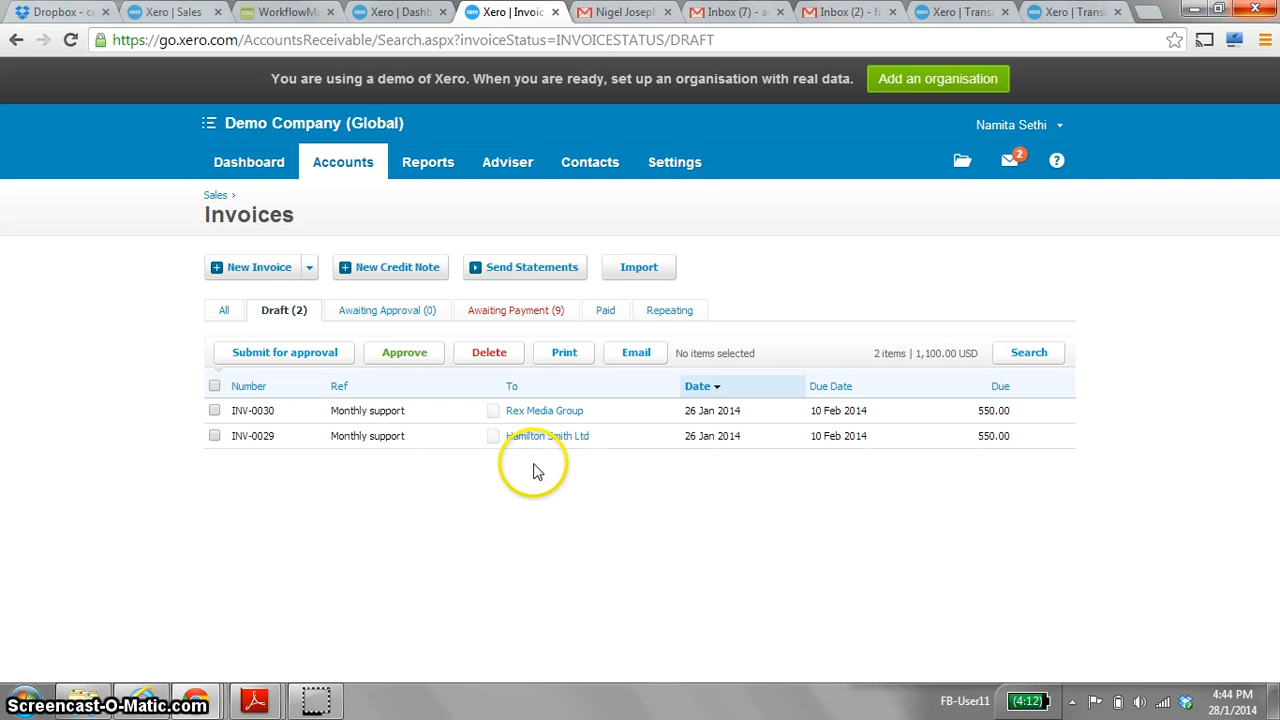 Dropbox - ce
Xero | Sales
WorkflowMa
Xero | Dashb
Xero | Invoic
Nigel Joseph
Inbox (7) - a
Inbox (2) - fi
Xero | Trans
Xero | Trans
https://go.xero.com/AccountsReceivable/Search.aspx?invoiceStatus=INVOICESTATUS/DRAFT
You are using a demo of Xero. When you are ready, set up an organisation with real data.
Add an organisation
Demo Company (Global)
Namita Sethi
Dashboard Accounts Reports Adviser Contacts Settings
2
?
Sales ›
Invoices
New Invoice
New Credit Note
Send Statements
Import
All Draft (2) Awaiting Approval (0) Awaiting Payment (9) Paid Repeating
Submit for approval Approve Delete Print Email No items selected 2 items | 1,100.00 USD Search
Number Ref To Date Due Date Due
INV-0030 Monthly support Rex Media Group 26 Jan 2014 10 Feb 2014 550.00
INV-0029 Monthly support Hamilton Smith Ltd 26 Jan 2014 10 Feb 2014 550.00
Screencast-O-Matic.com
FB-User11
(4:12)
4:44 PM
28/1/2014